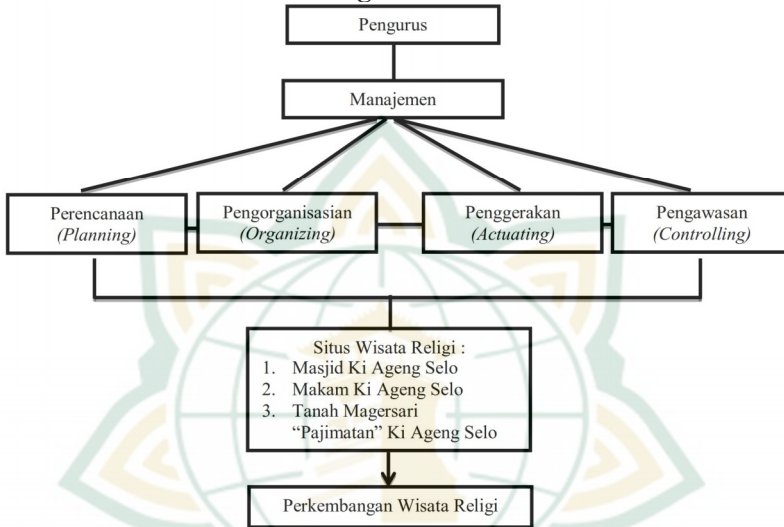 Pengurus
Manajemen
Perencanaan
(Planning)
Pengorganisasian
(Organizing)
Penggerakan
(Actuating)
Pengawasan
(Controlling)
Situs Wisata Religi :
1. Masjid Ki Ageng Selo
2. Makam Ki Ageng Selo
3. Tanah Magersari
“Pajimatan” Ki Ageng Selo
Perkembangan Wisata Religi